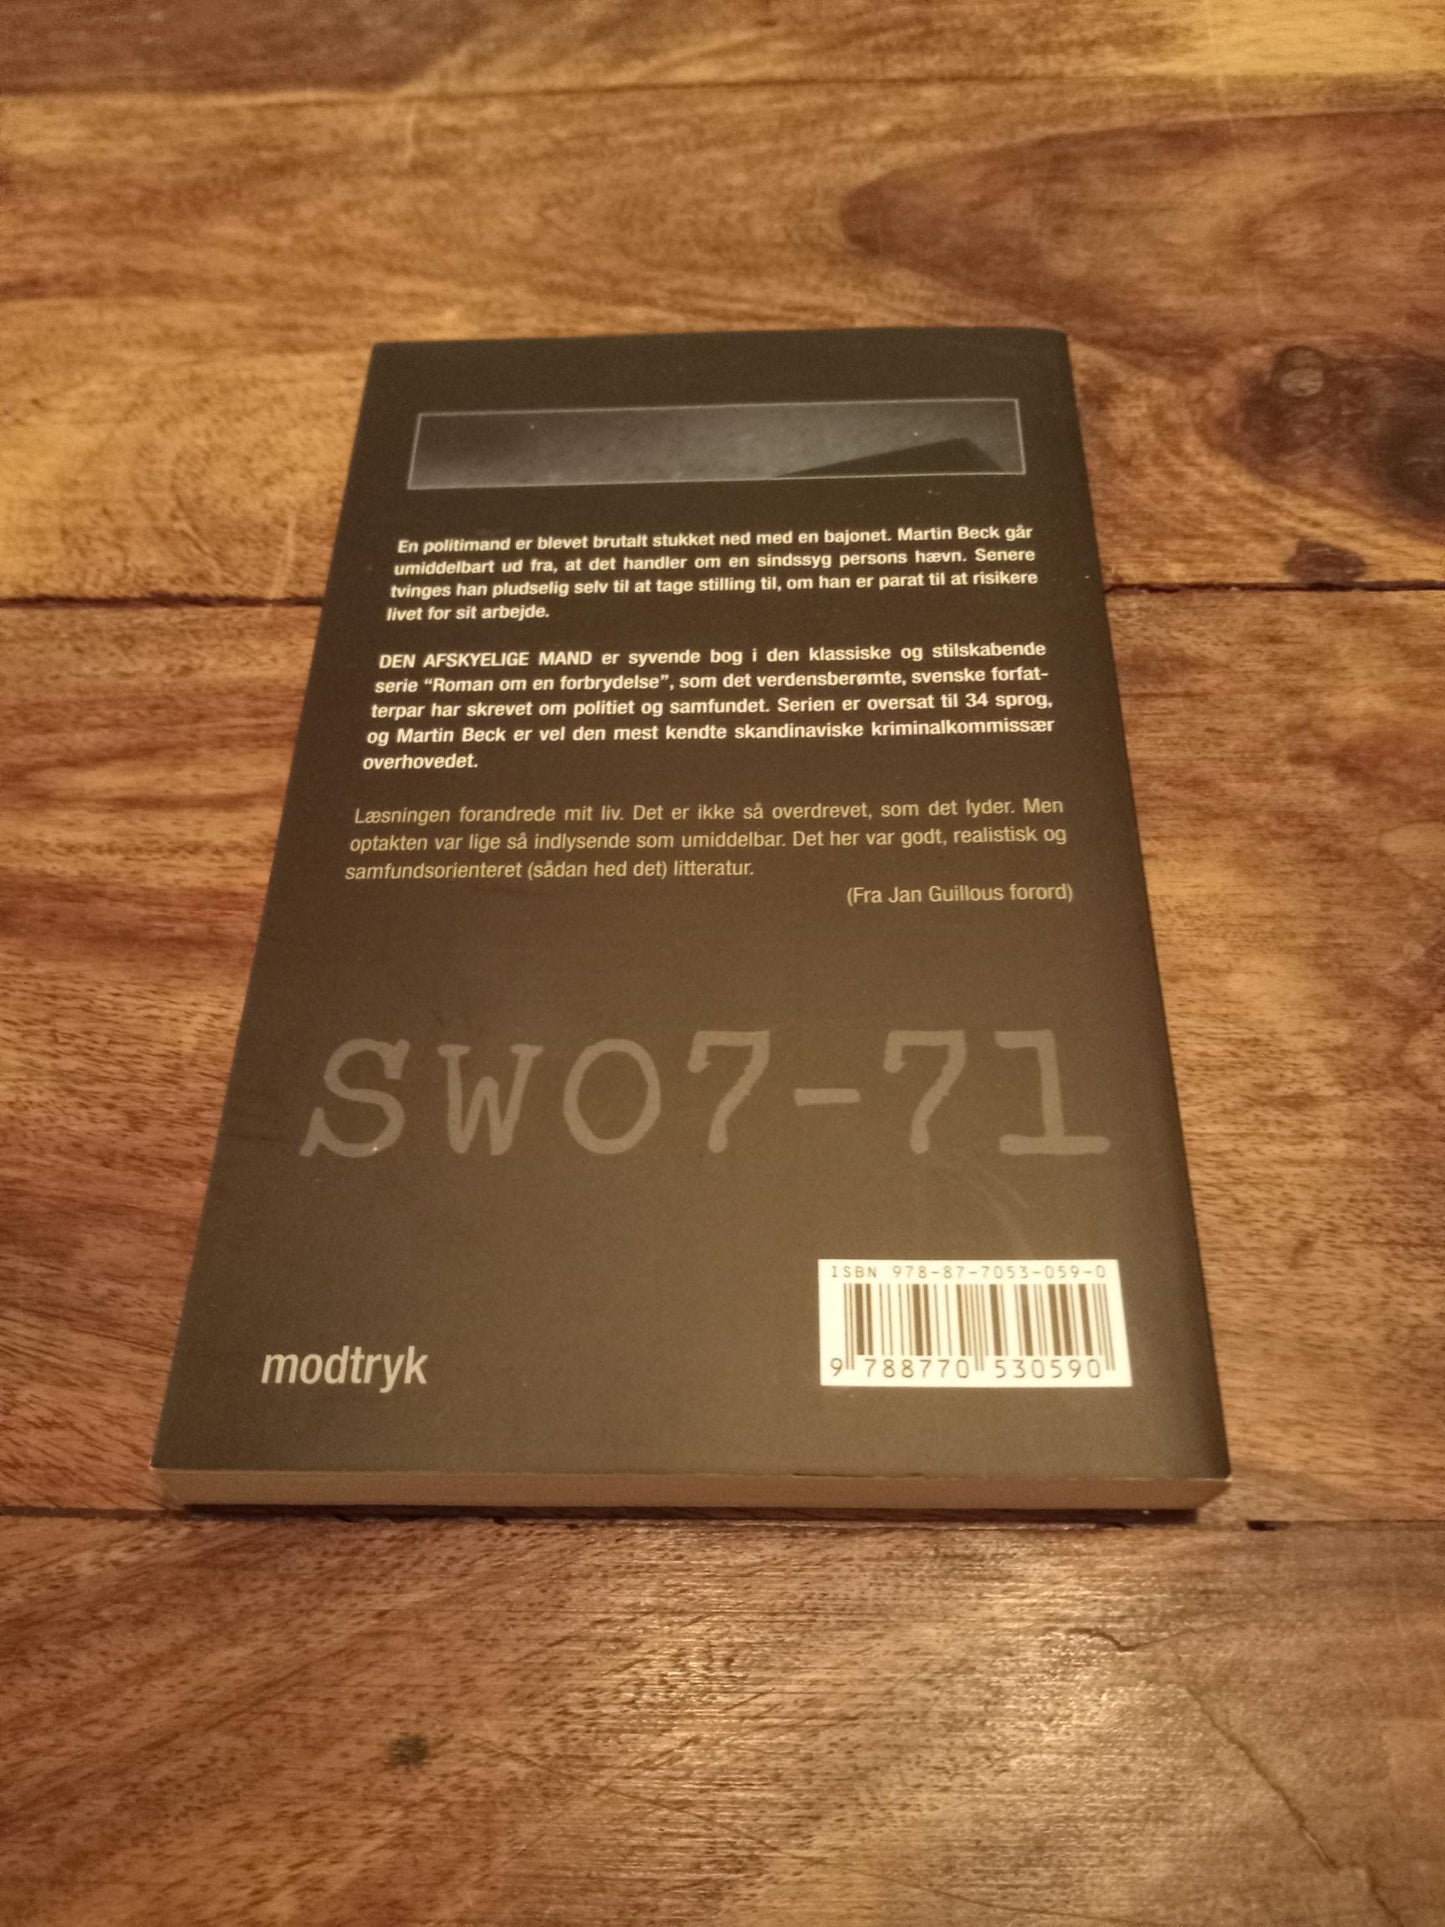 En politimand er blevet brutalt stukket ned med en bajonet. Martin Beck går
umiddelbart ud fra, at det handler om en sindssyg persons hævn. Senere
tvinges han pludselig selv til at tage stilling til, om han er parat til at risikere
livet for sit arbejde.
DEN AFSKYELIGE MAND er syvende bog i den klassiske og stilskabende
serie “Roman om en forbrydelse”, som det verdensberømte, svenske forfat-
terpar har skrevet om politiet og samfundet. Serien er oversat til 34 sprog,
og Martin Beck er vel den mest kendte skandinaviske kriminalkommissær
overhovedet.
Læsningen forandrede mit liv. Det er ikke så overdrevet, som det lyder. Men
optakten var lige så indlysende som umiddelbar. Det her var godt, realistisk og
samfundsorienteret (sådan hed det) litteratur.
(Fra Jan Guillous forord)
SWO7-71
ISBN 978-87-7053-059-0
9 788770 530590
modtryk